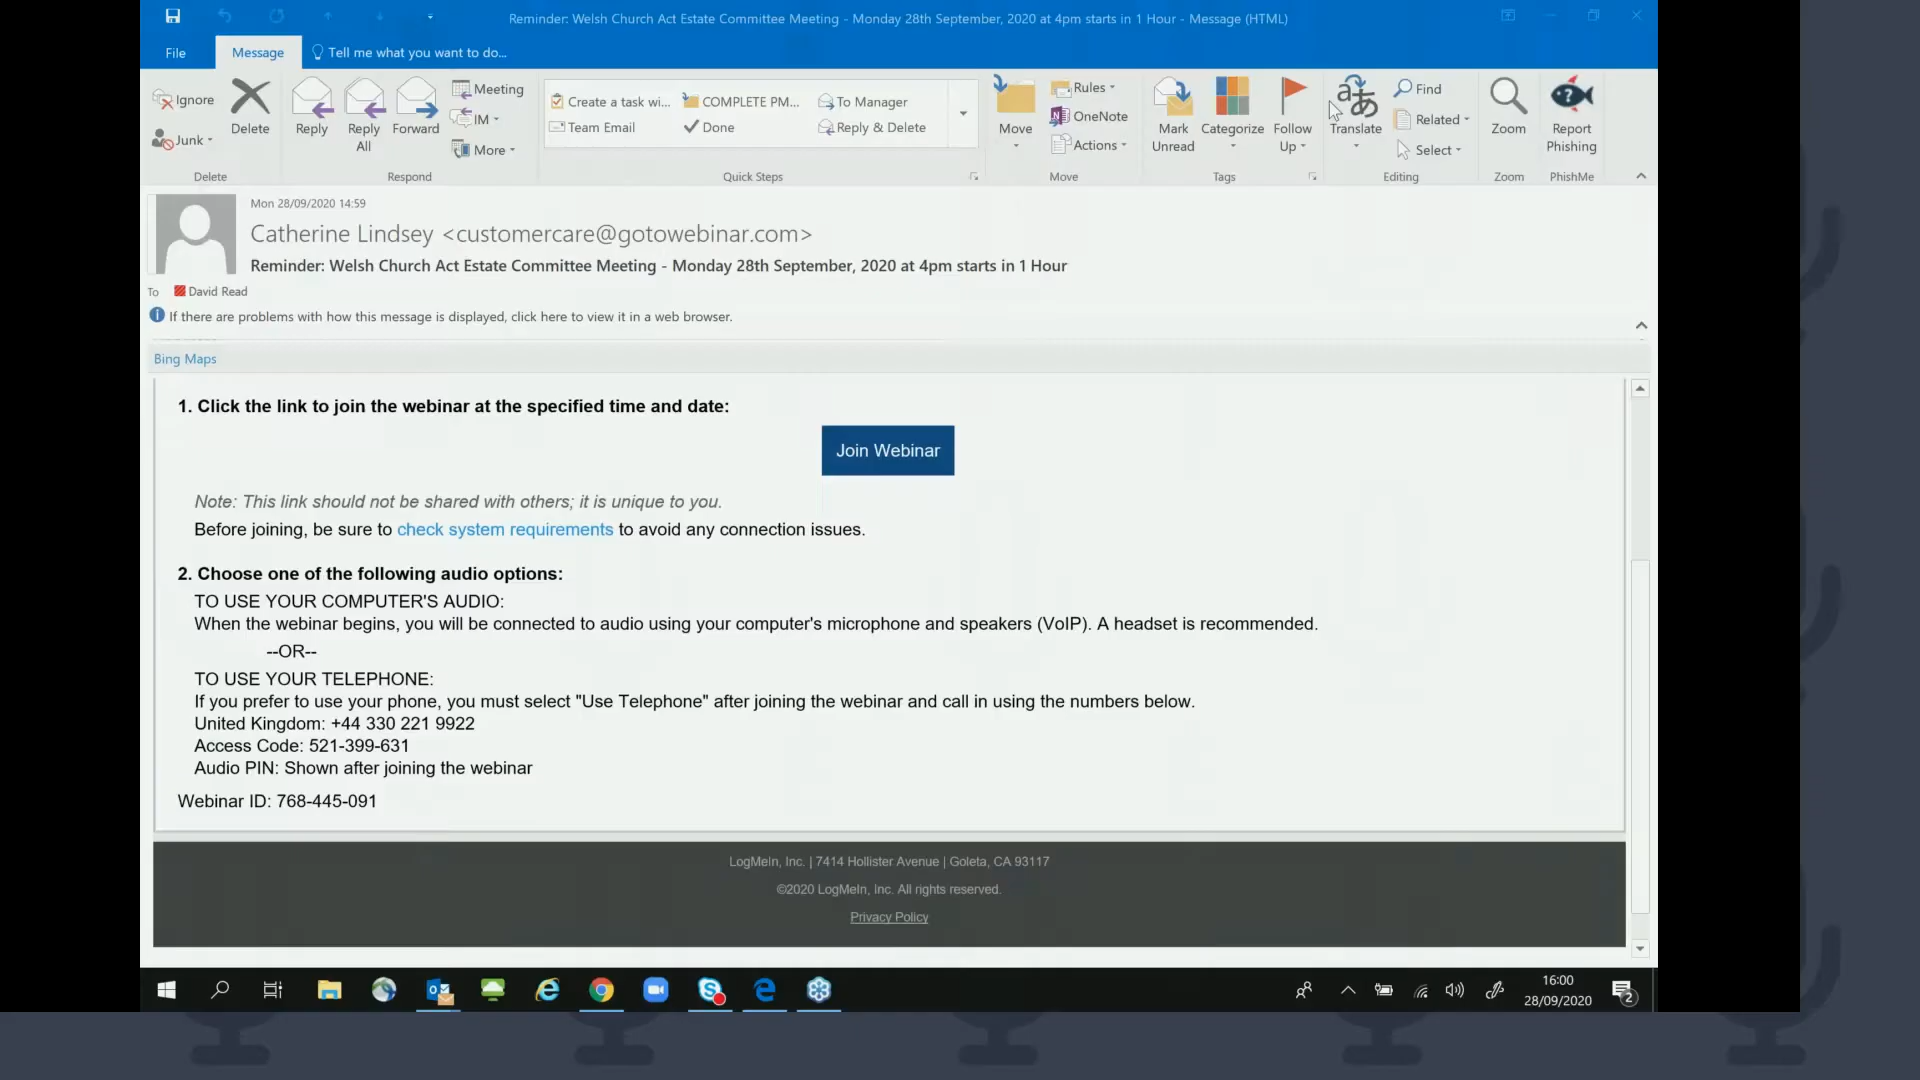 Reminder: Welsh Church Act Estate Committee Meeting - Monday 28th September, 2020 at 4pm starts in 1 Hour - Message (HTML)
File
Message
Tell me what you want to do...
Ignore
Junk
Delete
Delete
Reply
Reply All
Forward
Meeting
IM
More
Respond
Create a task wi...
COMPLETE PM...
To Manager
Team Email
Done
Reply & Delete
Quick Steps
Move
Rules
OneNote
Actions
Move
Mark Unread
Categorize
Follow Up
Tags
Translate
Find
Related
Select
Editing
Zoom
Zoom
Report Phishing
PhishMe
Mon 28/09/2020 14:59
Catherine Lindsey <customercare@gotowebinar.com>
Reminder: Welsh Church Act Estate Committee Meeting - Monday 28th September, 2020 at 4pm starts in 1 Hour
To David Read
If there are problems with how this message is displayed, click here to view it in a web browser.
Bing Maps
1. Click the link to join the webinar at the specified time and date:
Join Webinar
Note: This link should not be shared with others; it is unique to you.
Before joining, be sure to check system requirements to avoid any connection issues.
2. Choose one of the following audio options:
TO USE YOUR COMPUTER'S AUDIO:
When the webinar begins, you will be connected to audio using your computer's microphone and speakers (VoIP). A headset is recommended.
--OR--
TO USE YOUR TELEPHONE:
If you prefer to use your phone, you must select "Use Telephone" after joining the webinar and call in using the numbers below.
United Kingdom: +44 330 221 9922
Access Code: 521-399-631
Audio PIN: Shown after joining the webinar
Webinar ID: 768-445-091
LogMeIn, Inc. | 7414 Hollister Avenue | Goleta, CA 93117
©2020 LogMeIn, Inc. All rights reserved.
Privacy Policy
16:00
28/09/2020
2